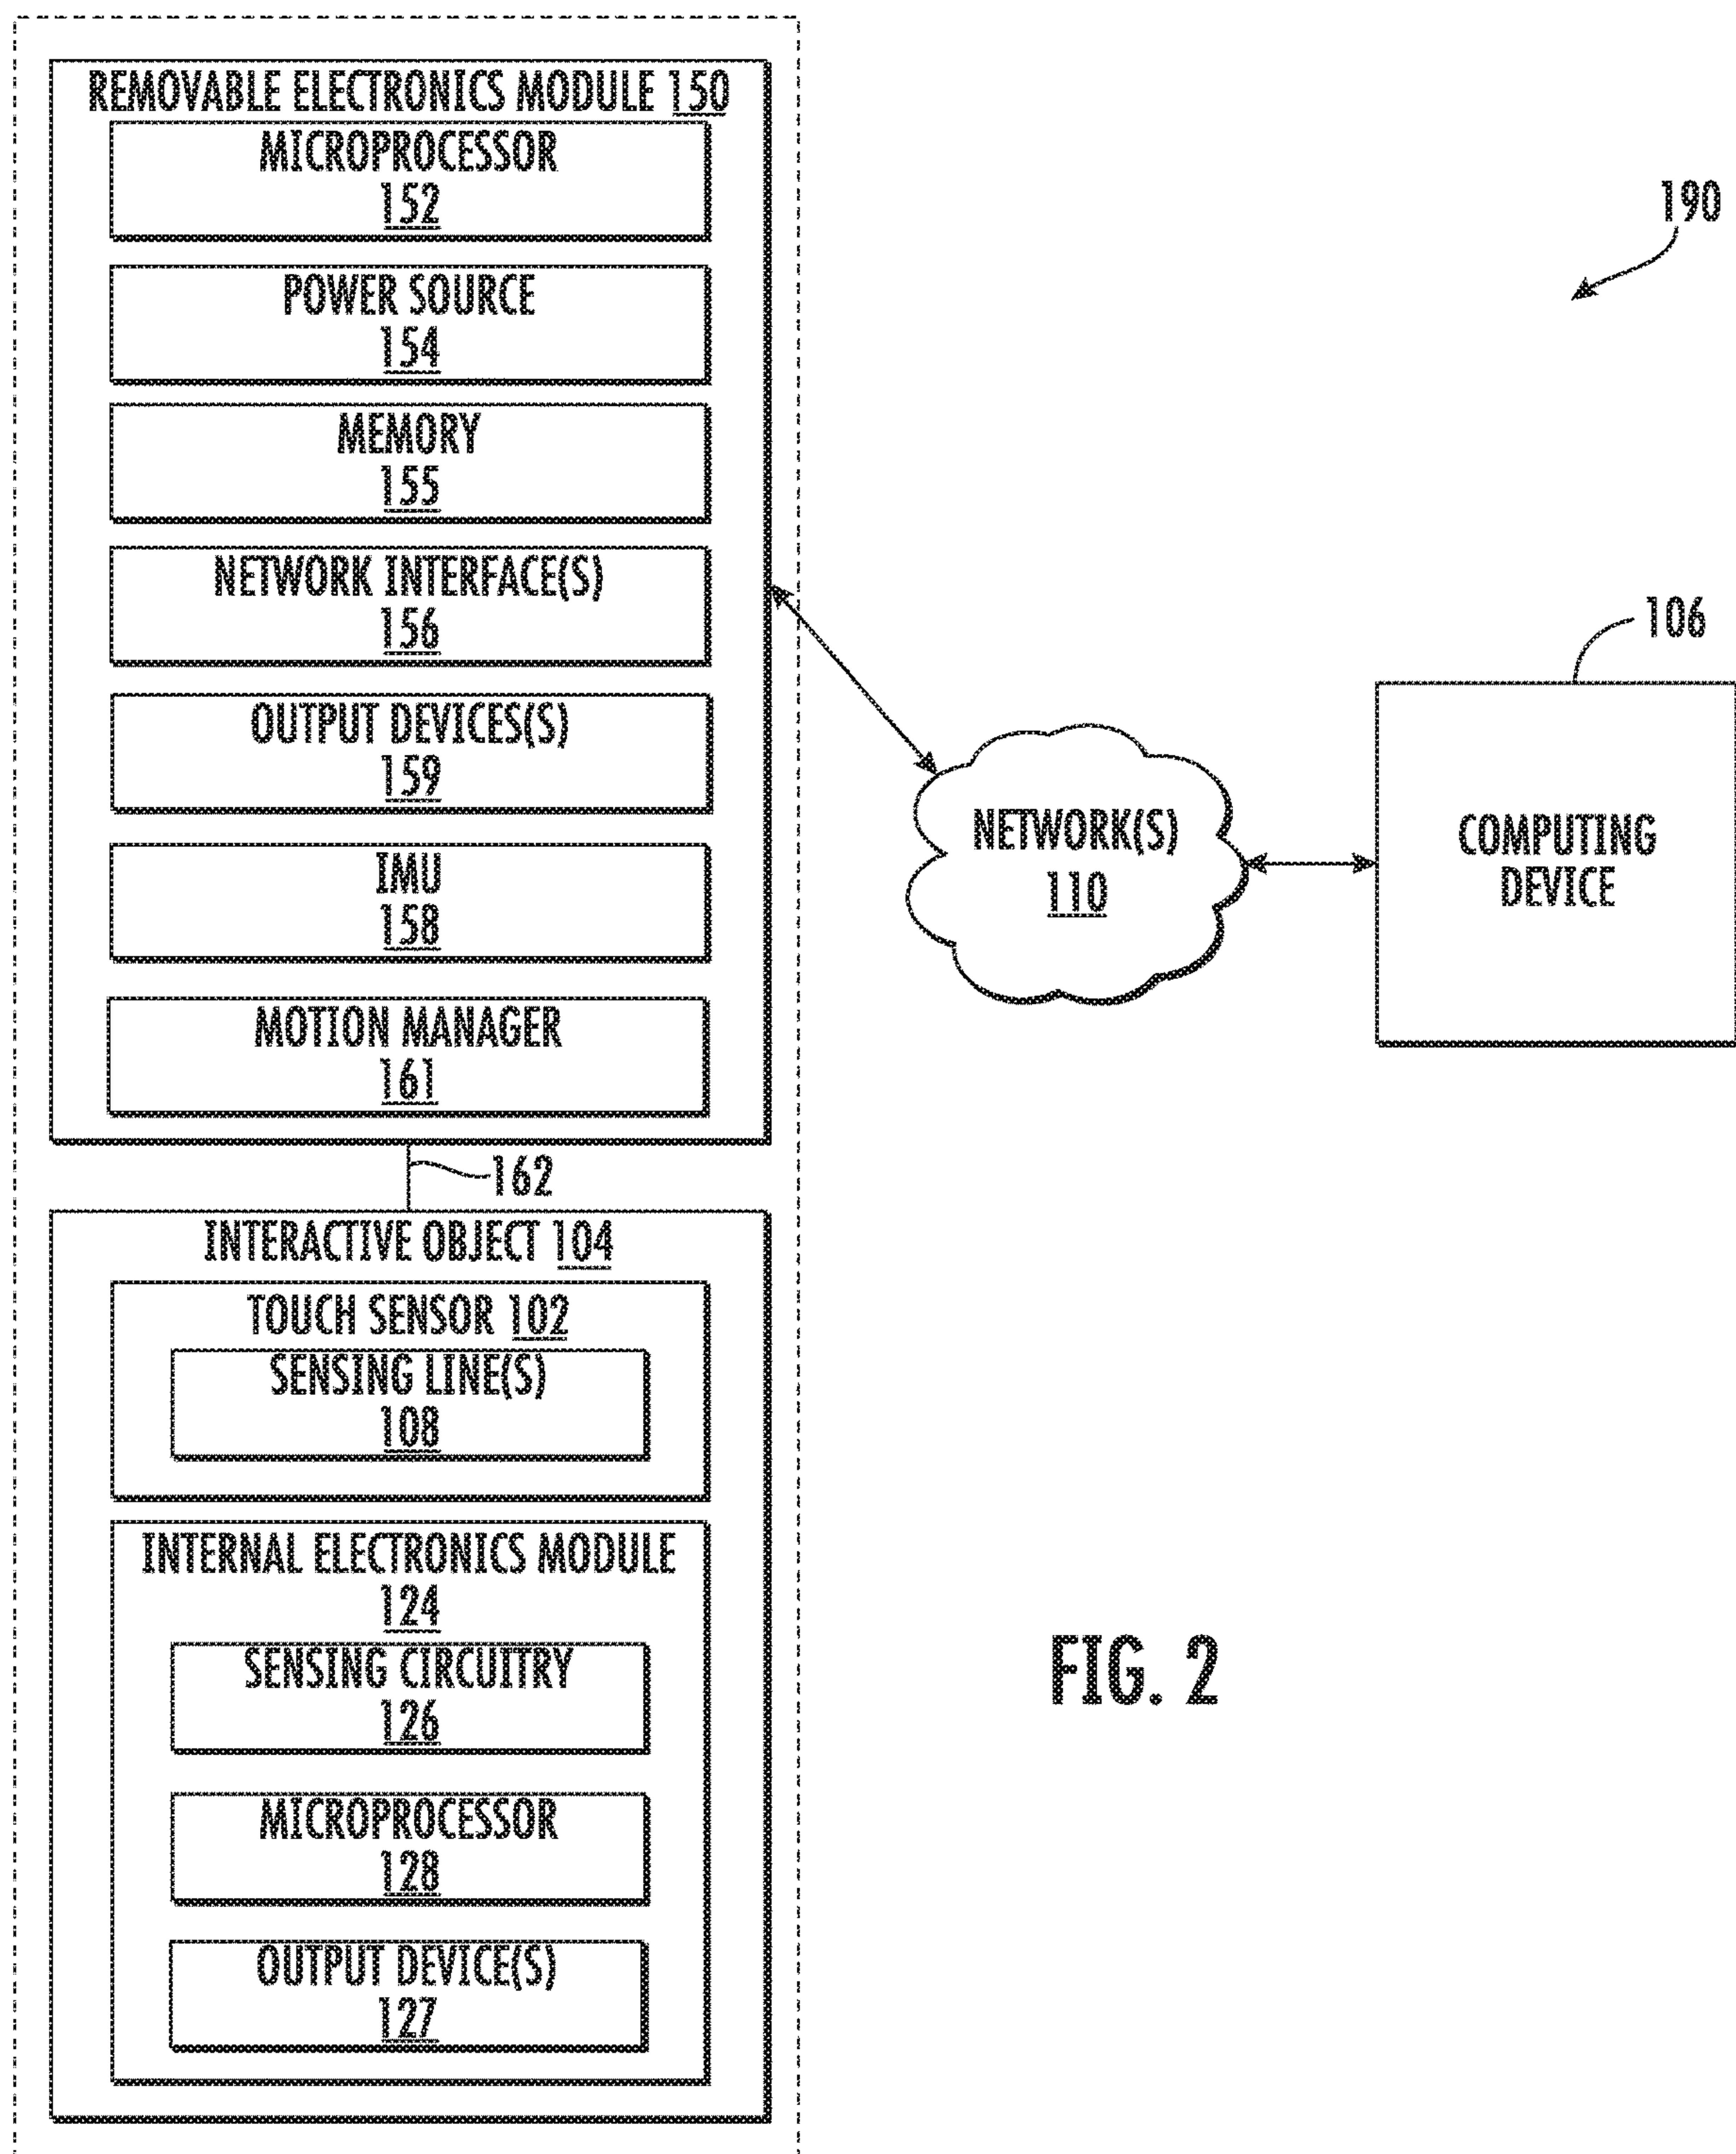 REMOVABLE ELECTRONICS MODULE 150
MICROPROCESSOR
152
POWER SOURCE
154
MEMORY
155
NETWORK INTERFACE(S)
156
OUTPUT DEVICES(S)
159
IMU
158
MOTION MANAGER
161
162
INTERACTIVE OBJECT 104
TOUCH SENSOR 102
SENSING LINE(S)
108
INTERNAL ELECTRONICS MODULE
124
SENSING CIRCUITRY
126
MICROPROCESSOR
128
OUTPUT DEVICE(S)
127
190
NETWORK(S)
110
106
COMPUTING
DEVICE
FIG. 2